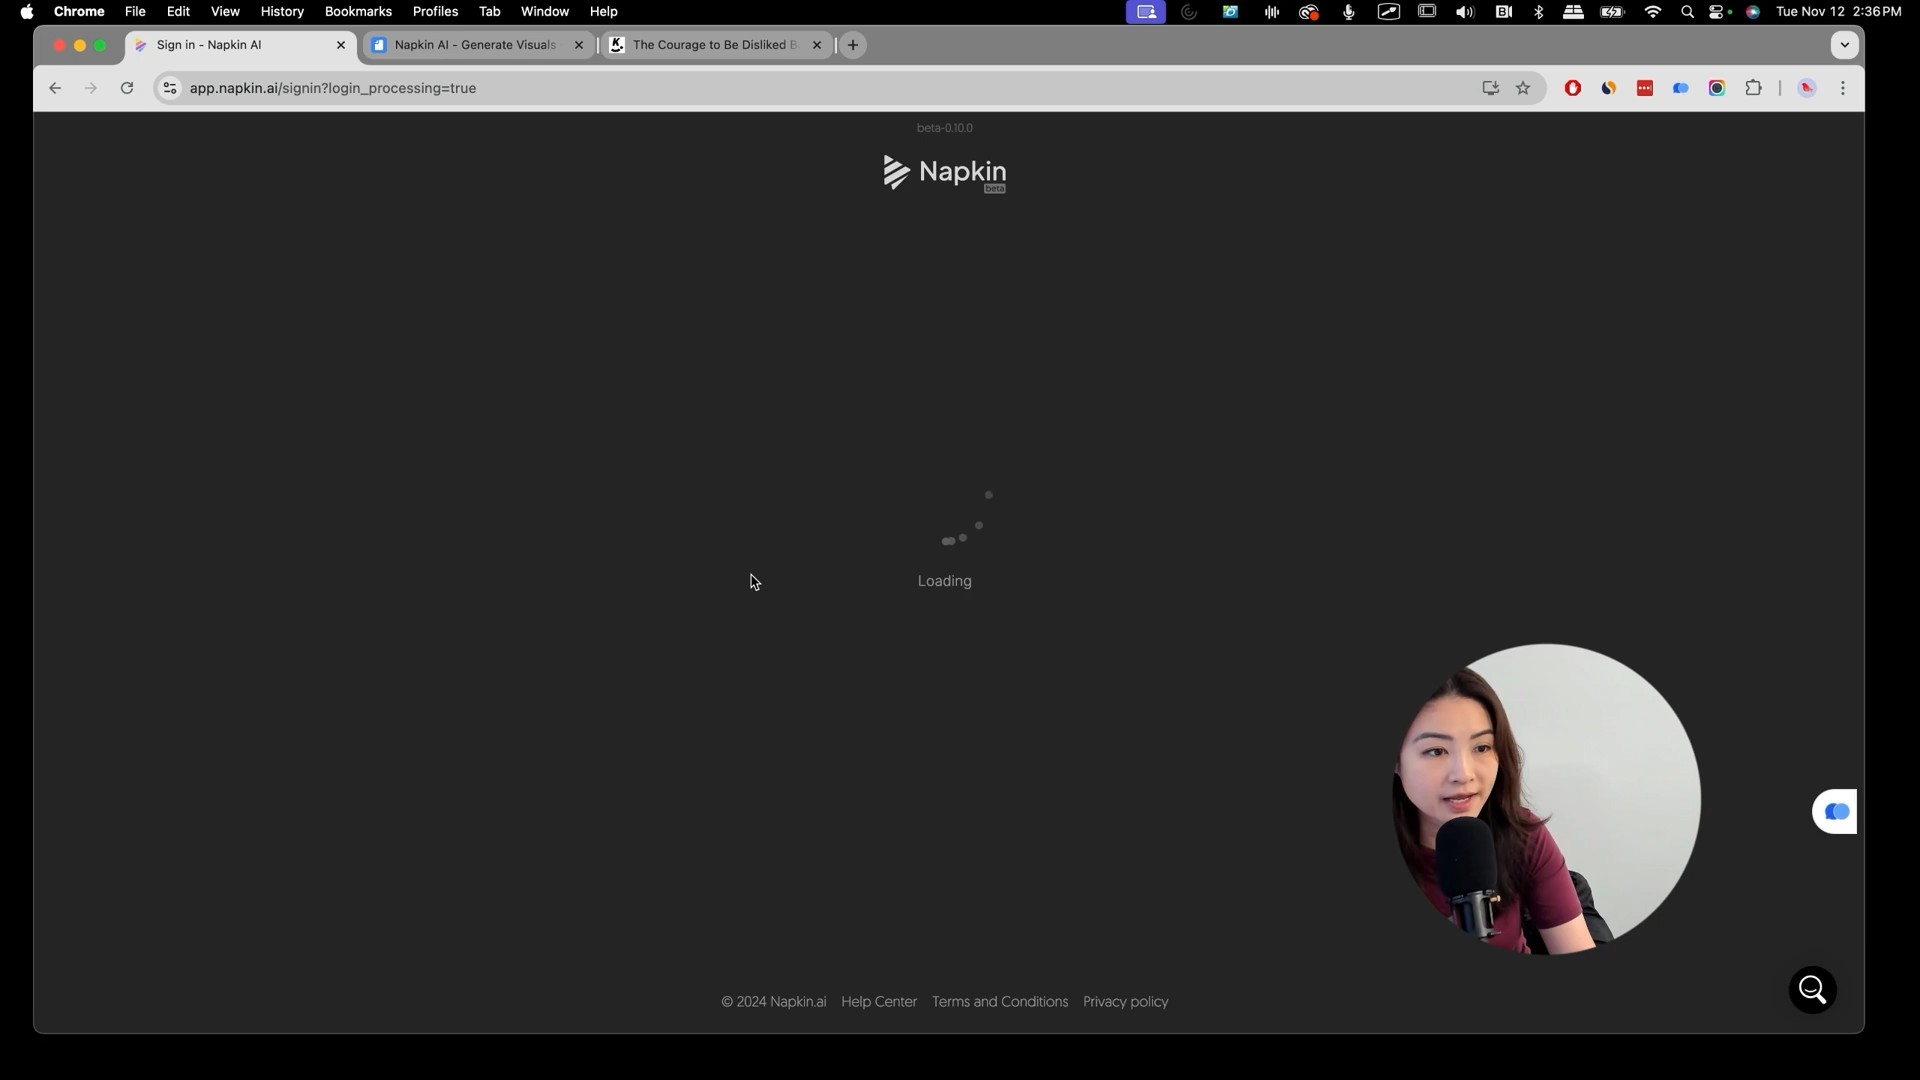 Chrome File Edit View History Bookmarks Profiles Tab Window Help Tue Nov 12 2:36 PM
Sign in - Napkin AI Napkin AI - Generate Visuals The Courage to Be Disliked B
app.napkin.ai/signin?login_processing=true
beta-0.10.0
Napkin
beta
Loading
© 2024 Napkin.ai Help Center Terms and Conditions Privacy policy